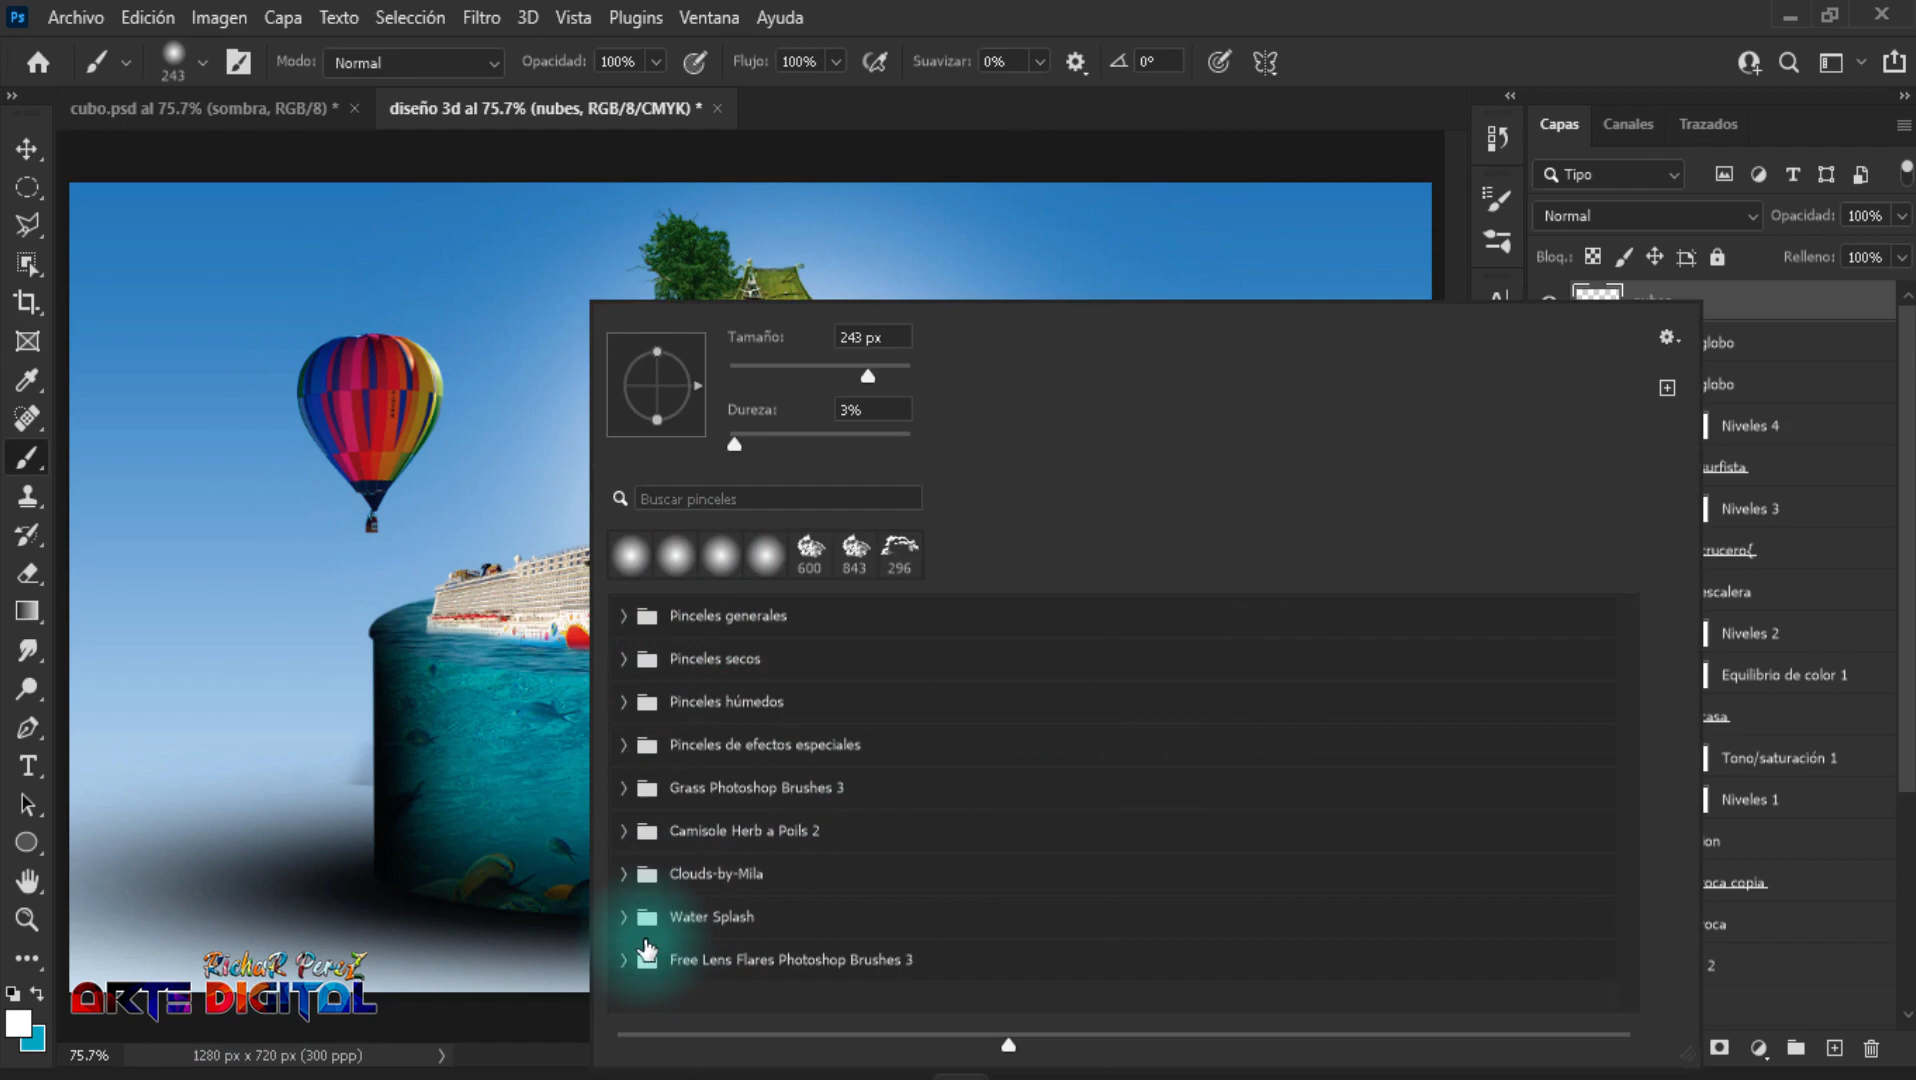 Ps Archivo Edición Imagen Capa Texto Selección Filtro 3D Vista Plugins Ventana Ayuda
243 Modo: Normal Opacidad: 100% Flujo: 100% Suavizar: 0% 0°
cubo.psd al 75.7% (sombra, RGB/8) * diseño 3d al 75.7% (nubes, RGB/8/CMYK) *
Capas Canales Trazados
Tipo
Normal Opacidad: 100%
Bloq.: Relleno: 100%
Tamaño: 243 px
Dureza: 3%
Buscar pinceles
600 843 296
Pinceles generales
Pinceles secos
Pinceles húmedos
Pinceles de efectos especiales
Grass Photoshop Brushes 3
Camisole Herb a Poils 2
Clouds-by-Mila
Water Splash
Free Lens Flares Photoshop Brushes 3
globo
globo
Niveles 4
surfista
Niveles 3
crucero{
escalera
Niveles 2
Equilibrio de color 1
casa
Tono/saturación 1
Niveles 1
ion
roca copia
roca
2
RichaR PereZ
ARTE DIGITAL
75.7% 1280 px x 720 px (300 ppp)